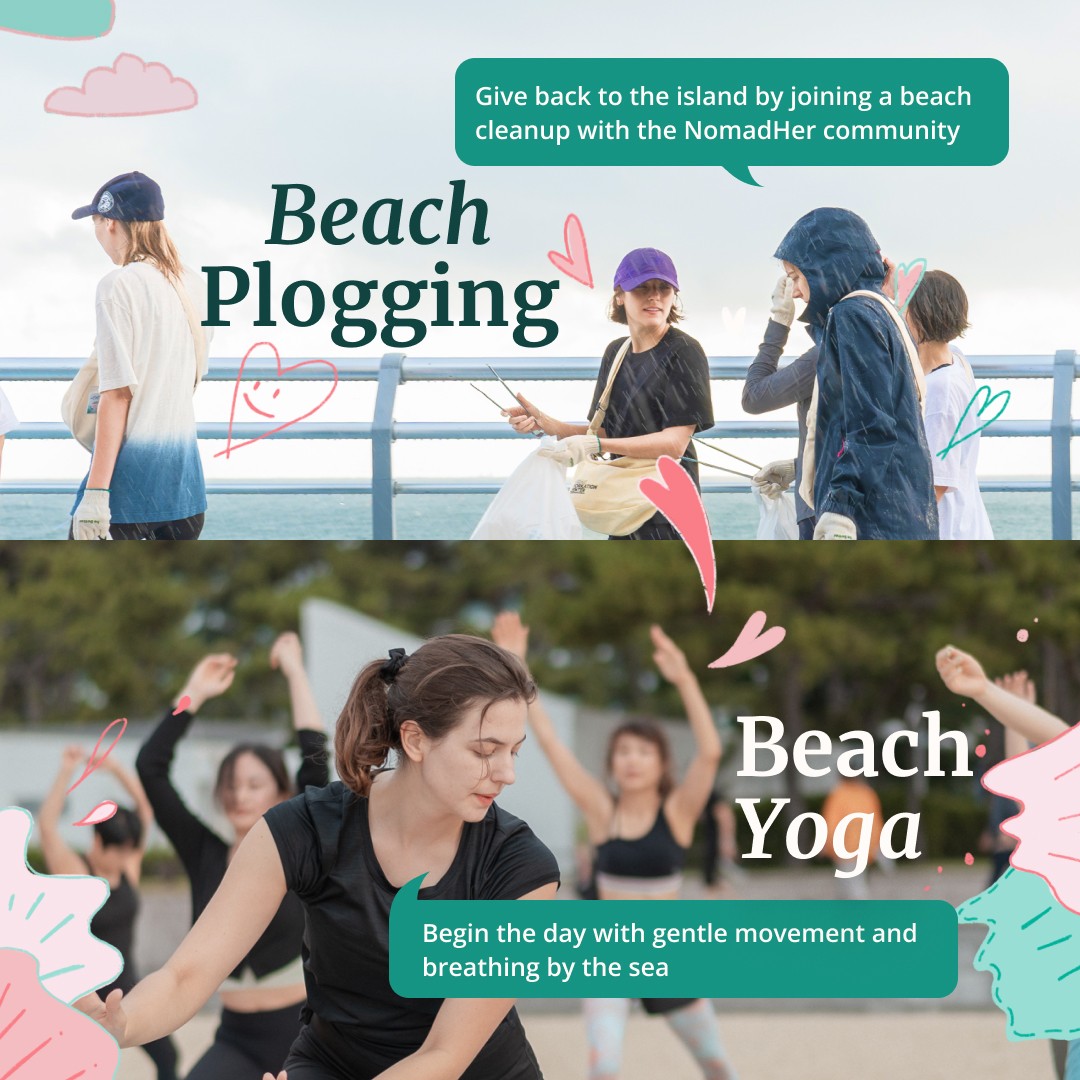 Give back to the island by joining a beach
cleanup with the NomadHer community
Beach
Plogging
Beach
Yoga
Begin the day with gentle movement and
breathing by the sea